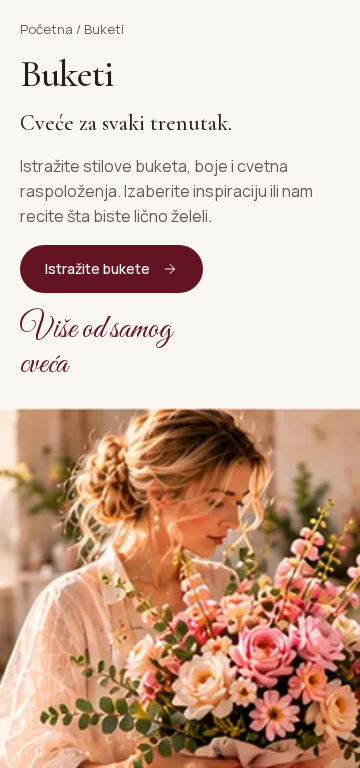 Početna / Buketi
Buketi
Cveće za svaki trenutak.
Istražite stilove buketa, boje i cvetna
raspoloženja. Izaberite inspiraciju ili nam
recite šta biste lično želeli.
Istražite bukete →
Više od samog
cveća